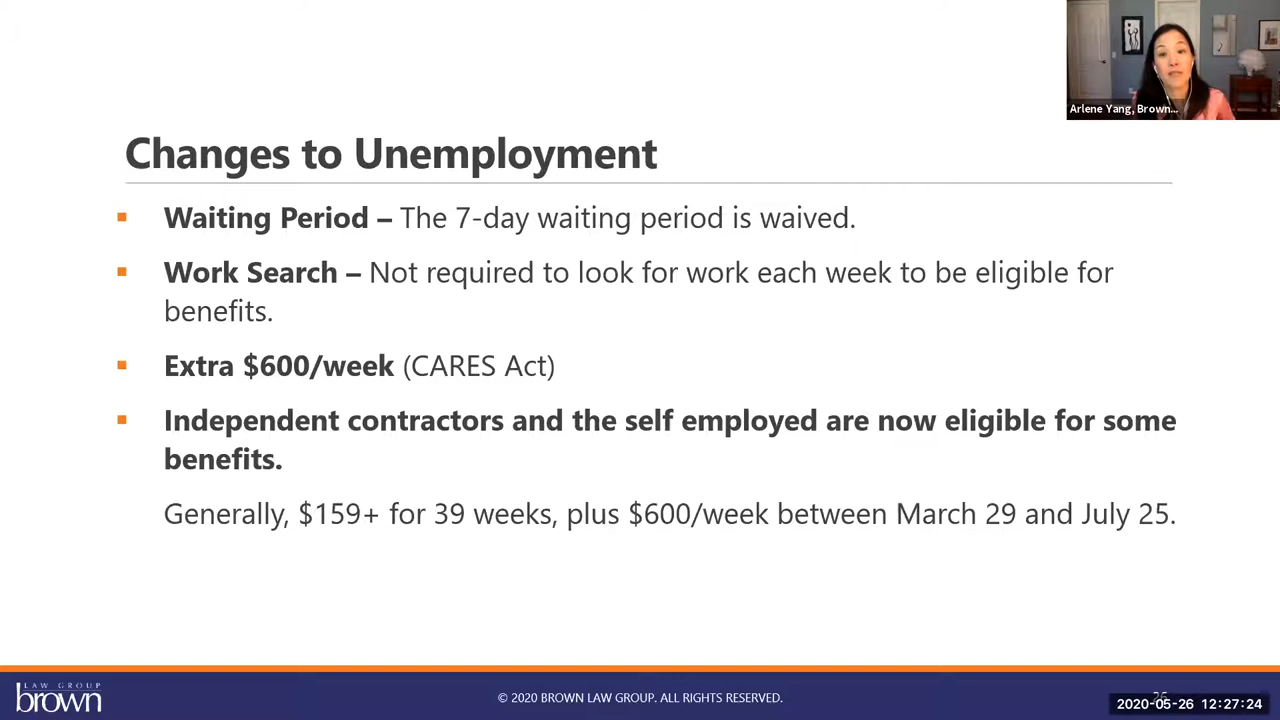 Arlene Yang, Brown...
Changes to Unemployment
▪ Waiting Period – The 7-day waiting period is waived.
▪ Work Search – Not required to look for work each week to be eligible for
benefits.
▪ Extra $600/week (CARES Act)
▪ Independent contractors and the self employed are now eligible for some
benefits.
Generally, $159+ for 39 weeks, plus $600/week between March 29 and July 25.
LAW GROUP
brown
© 2020 BROWN LAW GROUP. ALL RIGHTS RESERVED.
2020-05-26 12:27:24